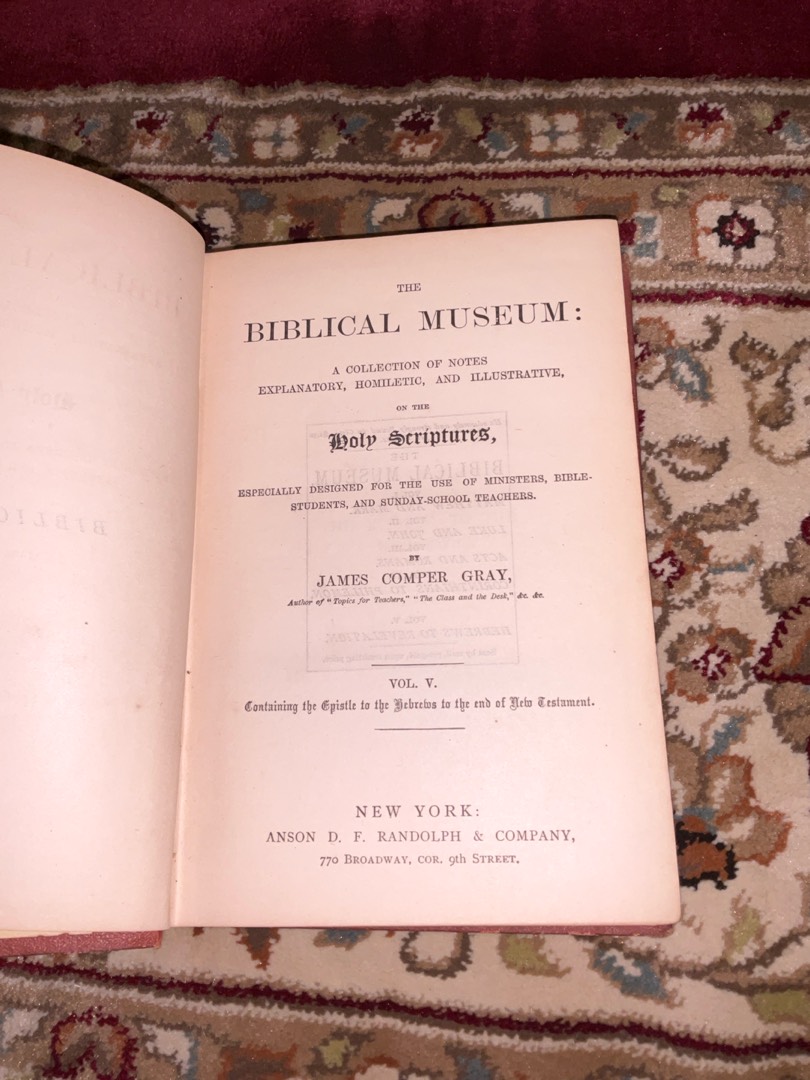 THE
BIBLICAL MUSEUM:
A COLLECTION OF NOTES
EXPLANATORY, HOMILETIC, AND ILLUSTRATIVE,
ON THE
Holy Scriptures,
ESPECIALLY DESIGNED FOR THE USE OF MINISTERS, BIBLE-
STUDENTS, AND SUNDAY-SCHOOL TEACHERS.
BY
JAMES COMPER GRAY,
Author of "Topics for Teachers," "The Class and the Desk," &c. &c.
VOL. V.
Containing the Epistle to the Hebrews to the end of New Testament.
NEW YORK:
ANSON D. F. RANDOLPH & COMPANY,
770 BROADWAY, COR. 9th STREET.